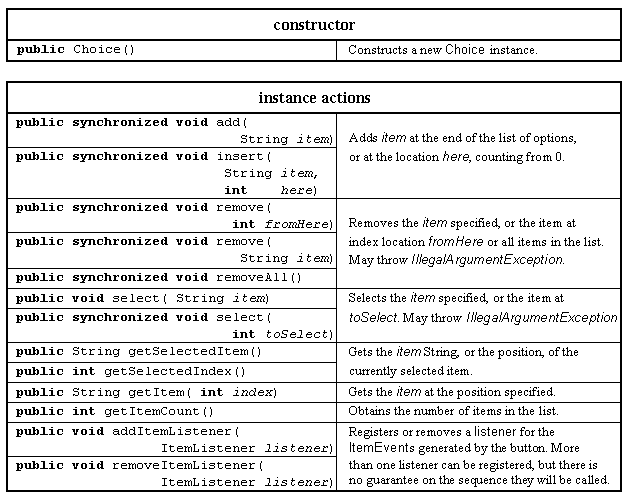 constructor
public Choice()
Constructs a new Choice instance.
instance actions
public synchronized void add(
String item)
public synchronized void insert(
String item,
int here)
Adds item at the end of the list of options,
or at the location here, counting from 0.
public synchronized void remove(
int fromHere)
public synchronized void remove(
String item)
public synchronized void removeAll()
Removes the item specified, or the item at
index location fromHere or all items in the list.
May throw IllegalArgumentException.
public void select( String item)
public synchronized void select(
int toSelect)
Selects the item specified, or the item at
toSelect. May throw IllegalArgumentException
public String getSelectedItem()
public int getSelectedIndex()
Gets the item String, or the position, of the
currently selected item.
public String getItem( int index)
Gets the item at the position specified.
public int getItemCount()
Obtains the number of items in the list.
public void addItemListener(
ItemListener listener)
public void removeItemListener(
ItemListener listener)
Registers or removes a listener for the
ItemEvents generated by the button. More
than one listener can be registered, but there is
no guarantee on the sequence they will be called.